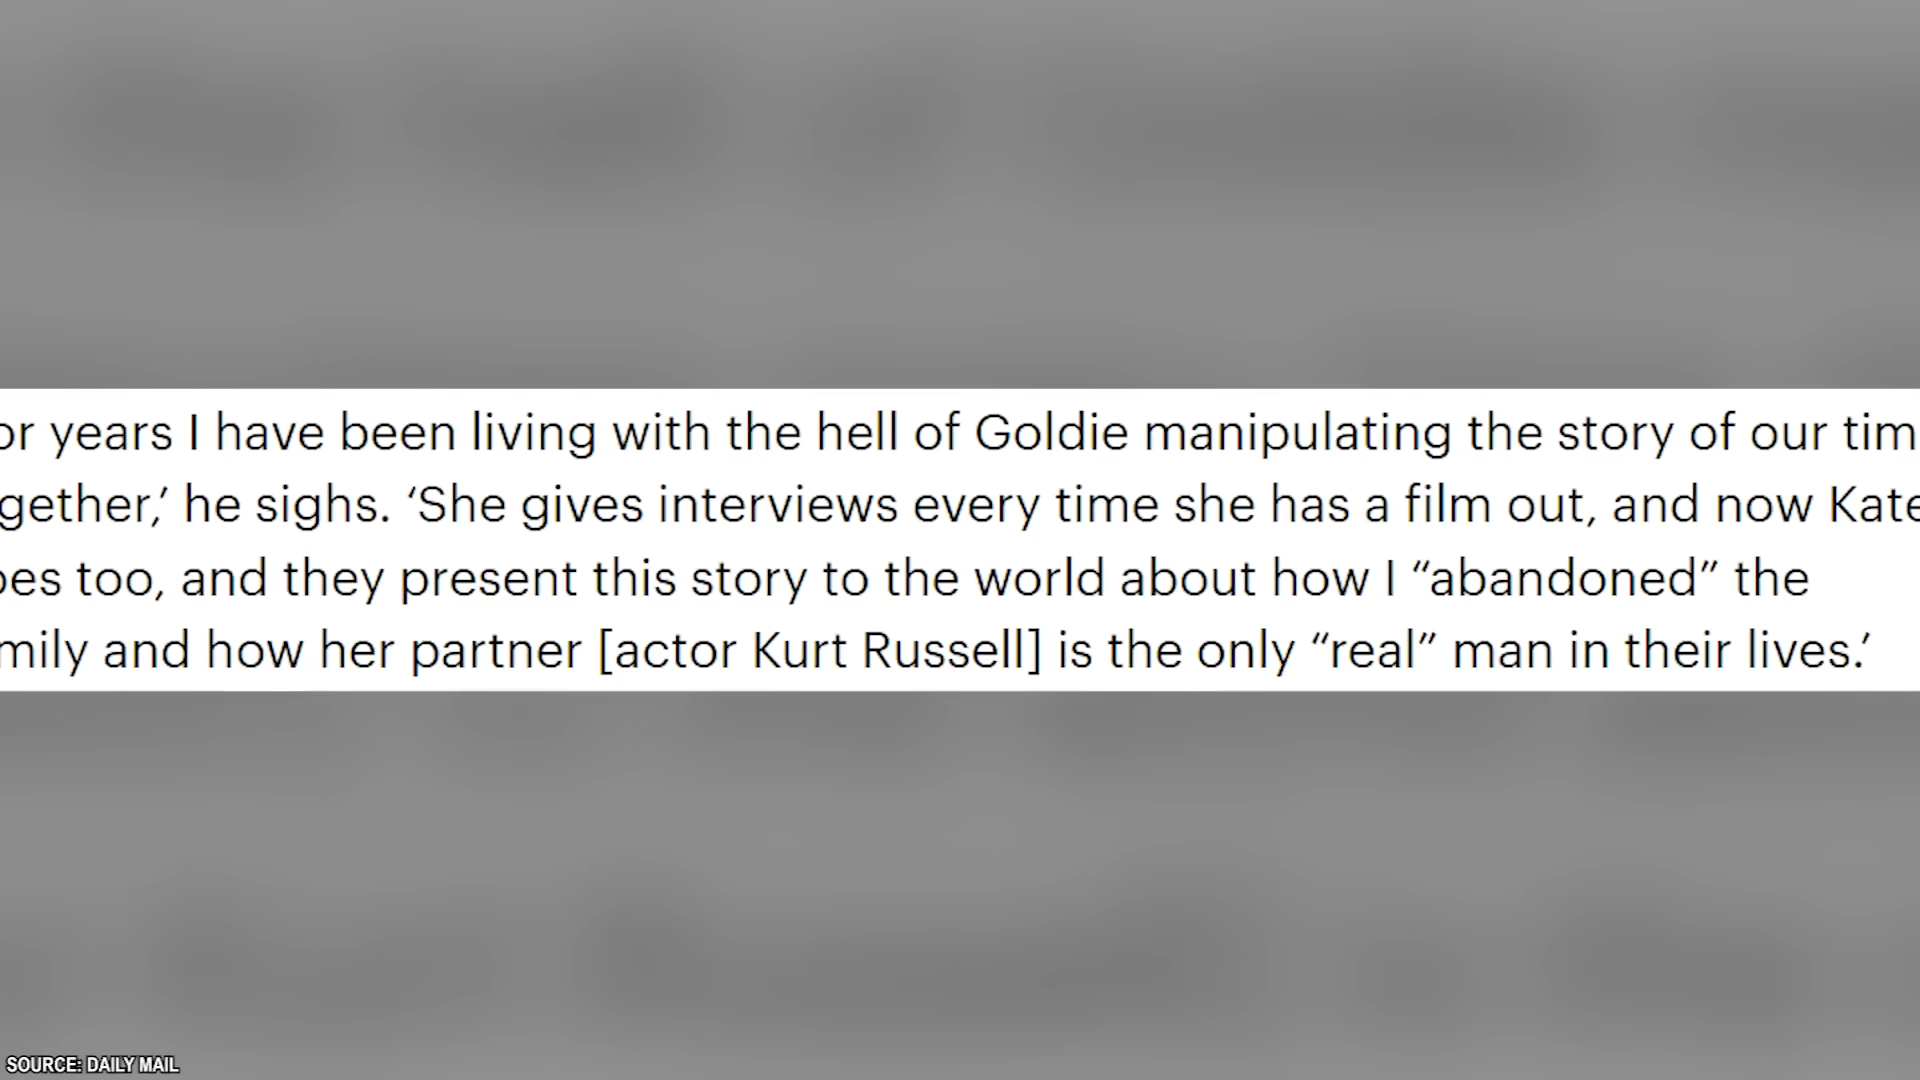 or years I have been living with the hell of Goldie manipulating the story of our tim
gether,’ he sighs. ‘She gives interviews every time she has a film out, and now Kate
oes too, and they present this story to the world about how I “abandoned” the
mily and how her partner [actor Kurt Russell] is the only “real” man in their lives.’
SOURCE: DAILY MAIL